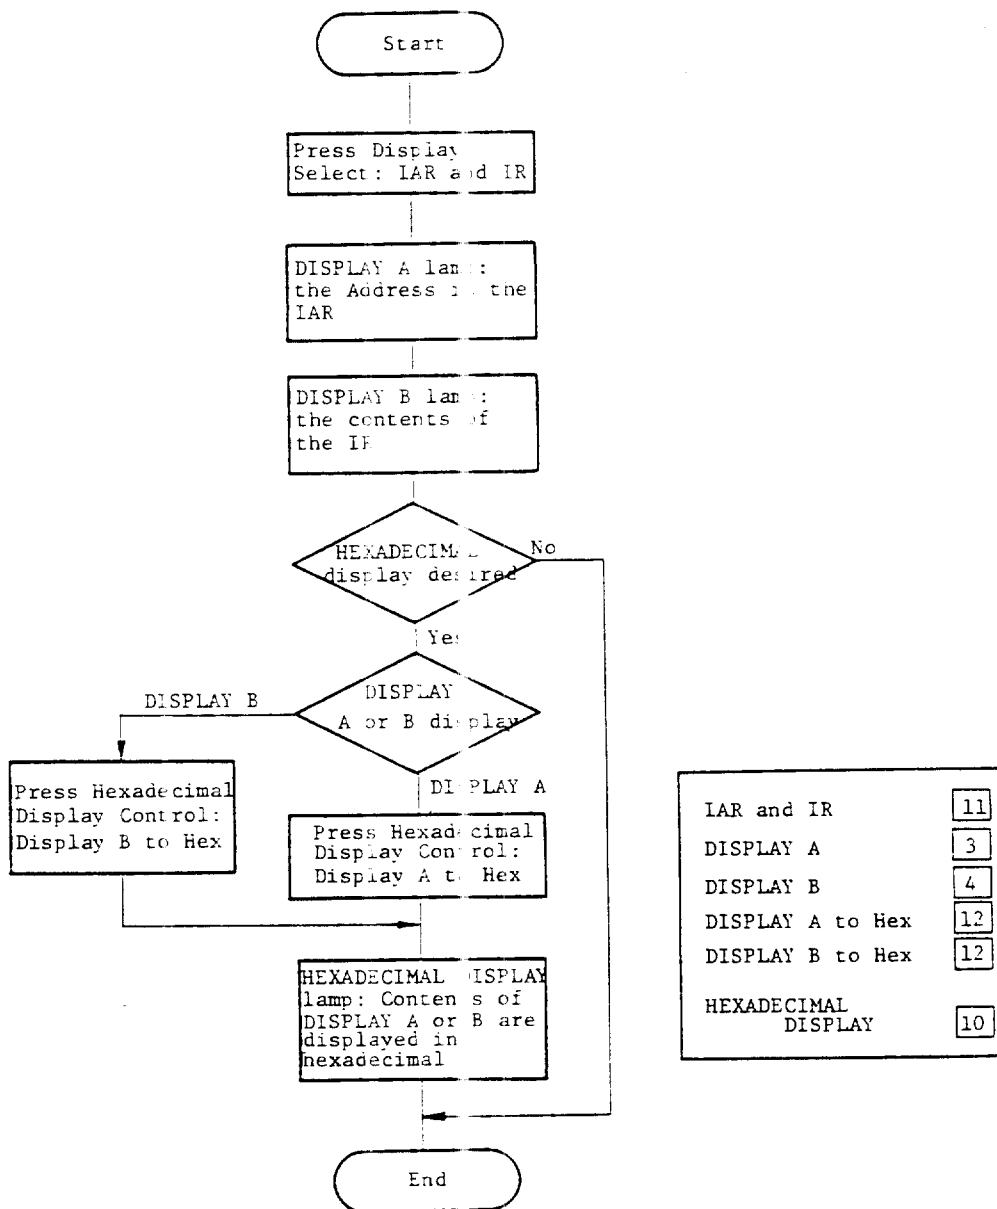 Start
Press Display
Select: IAR and IR
DISPLAY A lamp:
the Address in the
IAR
DISPLAY B lamp:
the contents of
the IR
HEXADECIMAL
display desired
No
Yes
DISPLAY
A or B display
DISPLAY B
DISPLAY A
Press Hexadecimal
Display Control:
Display B to Hex
Press Hexadecimal
Display Control:
Display A to Hex
HEXADECIMAL DISPLAY
lamp: Contents of
DISPLAY A or B are
displayed in
hexadecimal
End
IAR and IR 11
DISPLAY A 3
DISPLAY B 4
DISPLAY A to Hex 12
DISPLAY B to Hex 12
HEXADECIMAL
DISPLAY 10